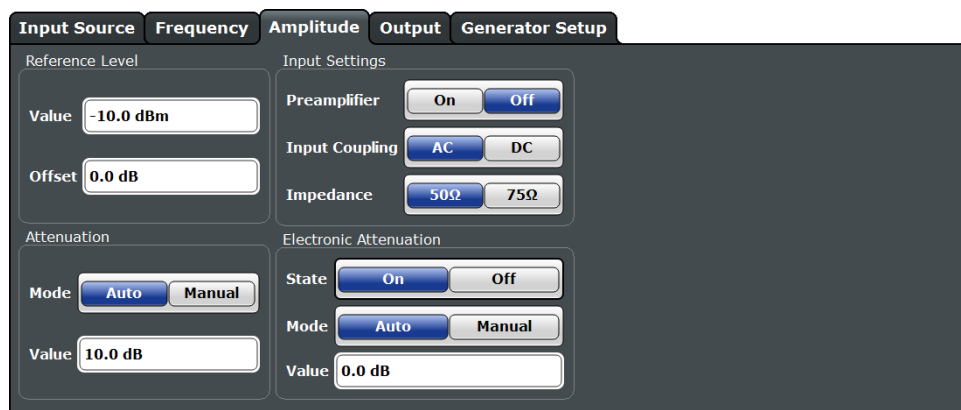 Input Source Frequency Amplitude Output Generator Setup
Reference Level
Value -10.0 dBm
Offset 0.0 dB
Input Settings
Preamplifier On Off
Input Coupling AC DC
Impedance 50Ω 75Ω
Attenuation
Mode Auto Manual
Value 10.0 dB
Electronic Attenuation
State On Off
Mode Auto Manual
Value 0.0 dB